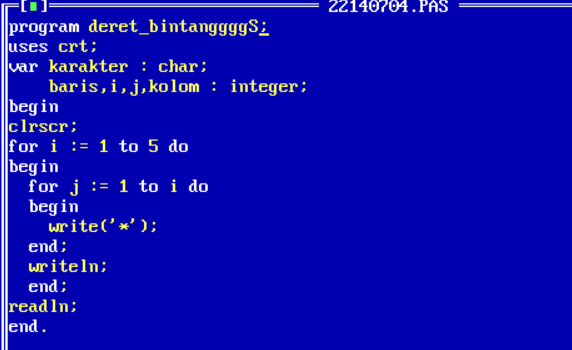 [■] 22140704.PAS
program deret_bintanggggS;
uses crt;
var karakter : char;
    baris,i,j,kolom : integer;
begin
clrscr;
for i := 1 to 5 do
begin
  for j := 1 to i do
  begin
    write('*');
  end;
  writeln;
  end;
readln;
end.